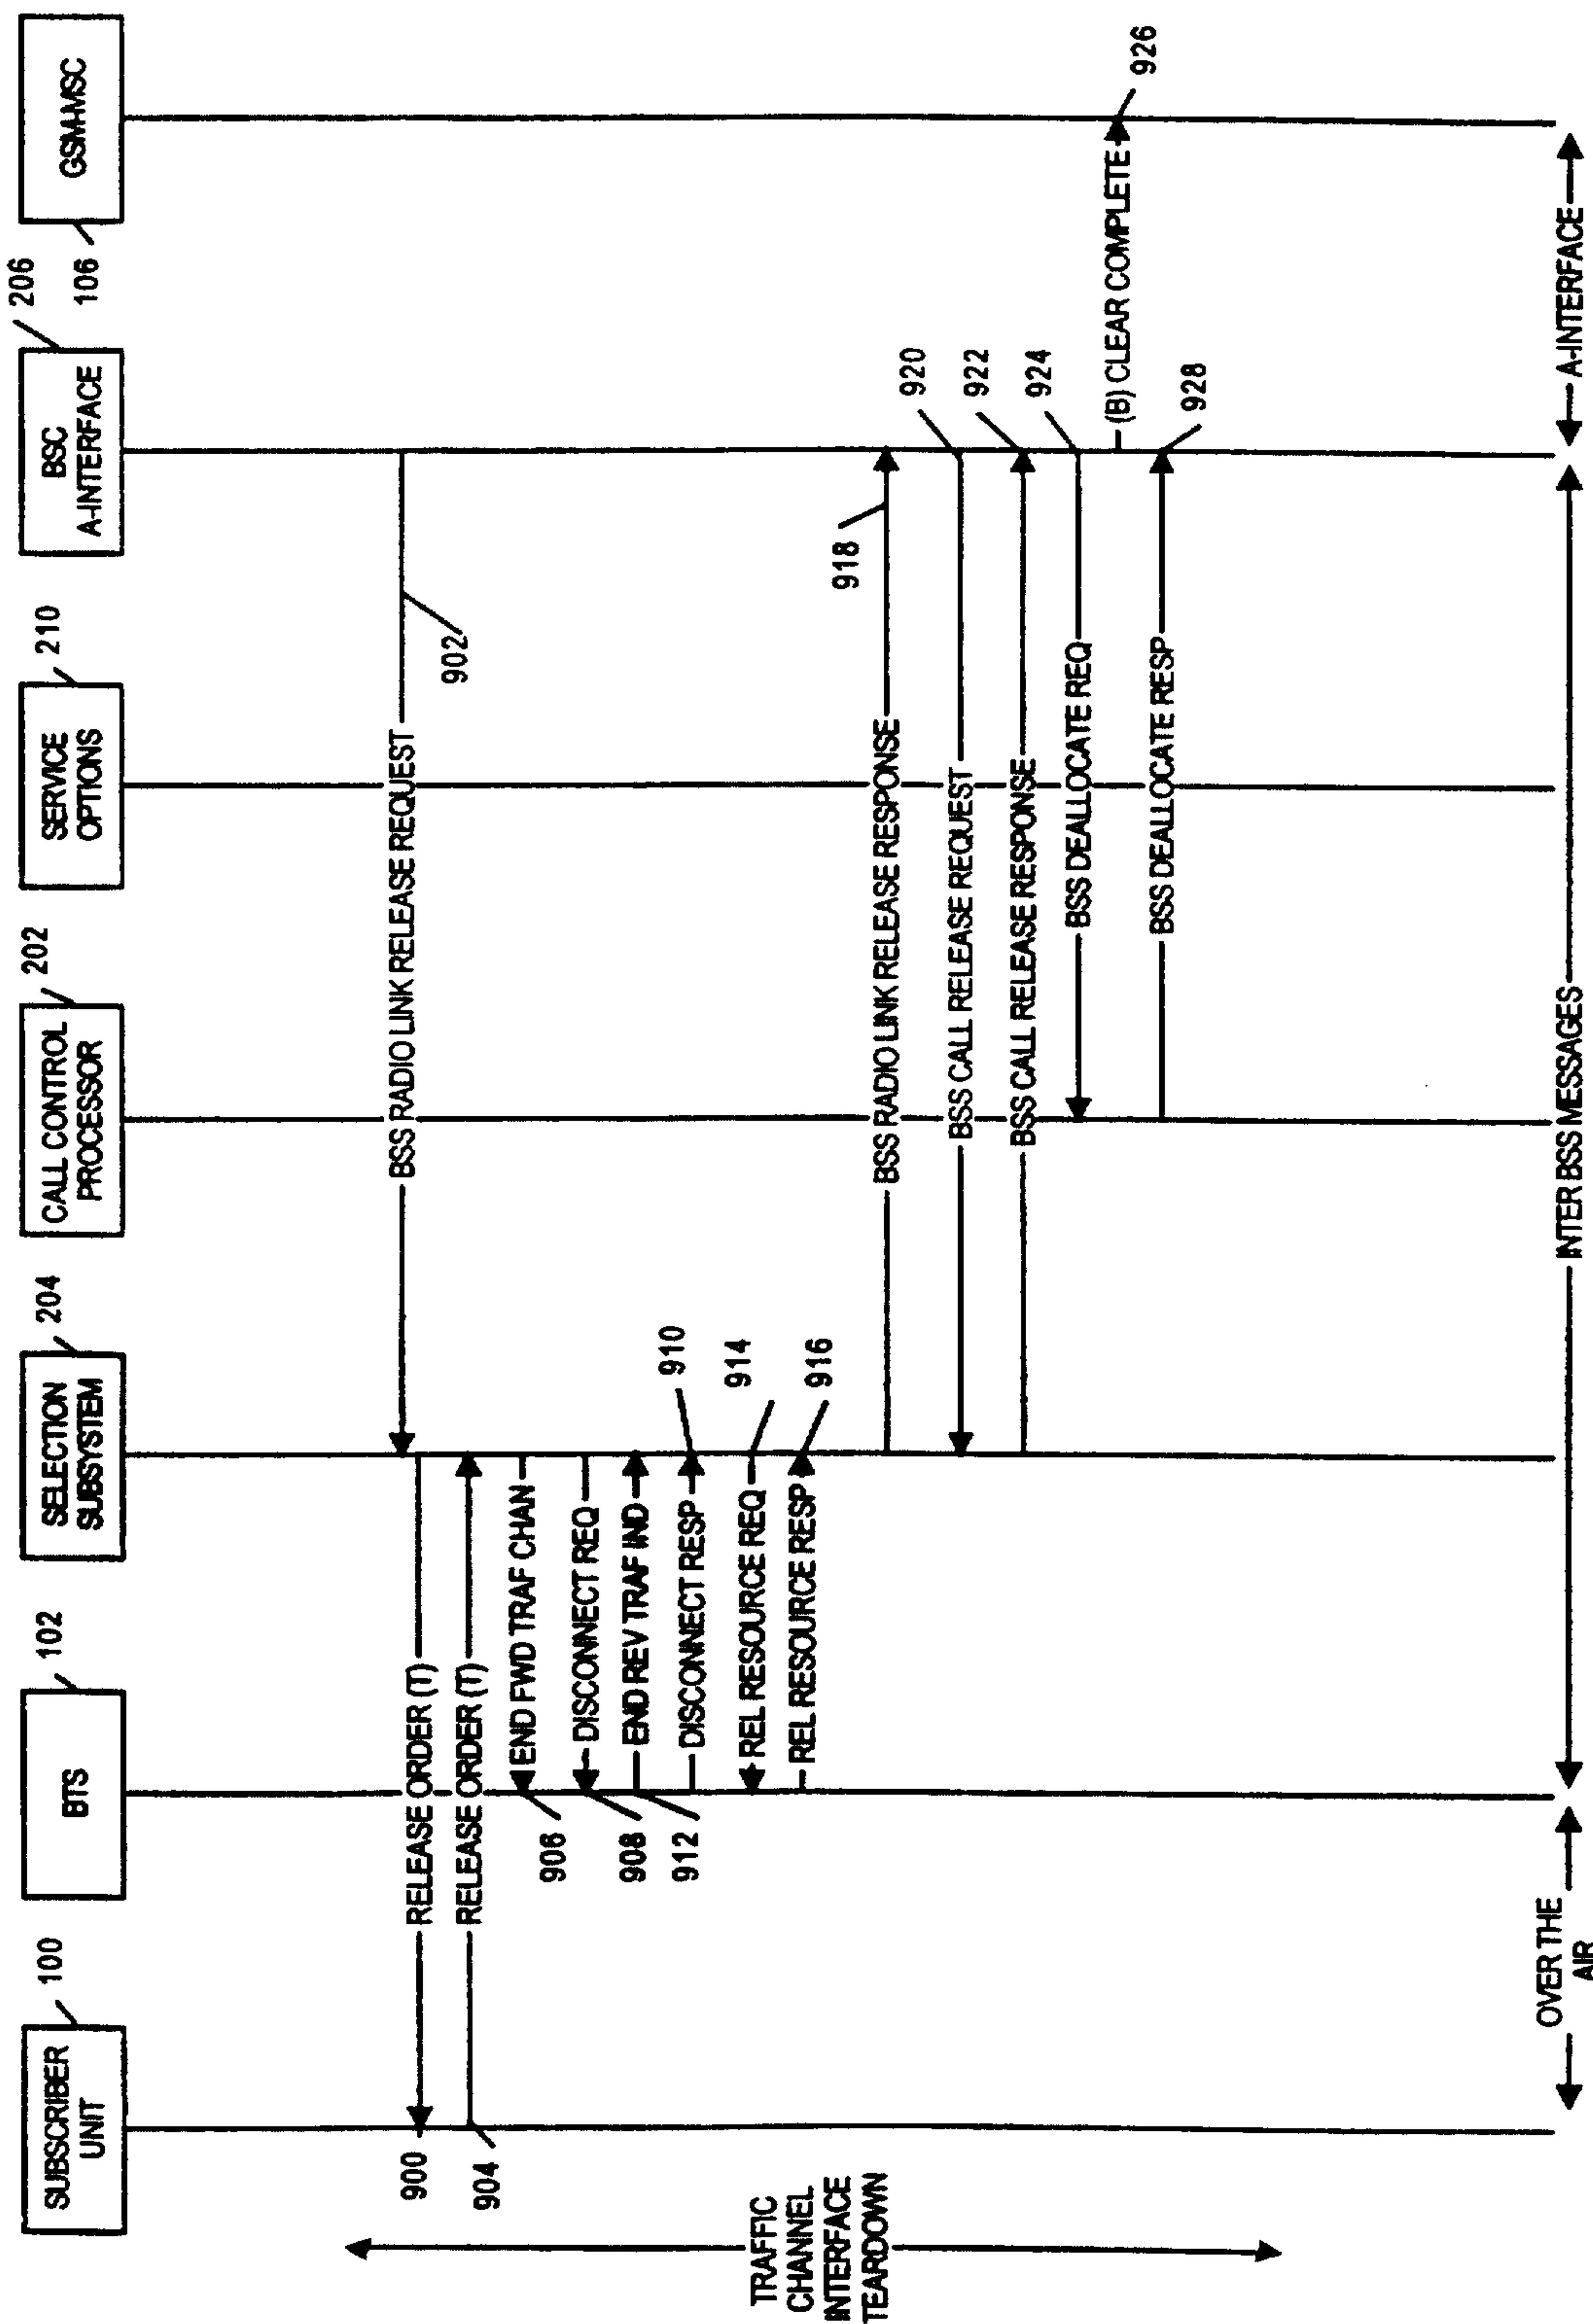 SUBSCRIBER
UNIT
100
BTS
102
SELECTION
SUBSYSTEM
204
CALL CONTROL
PROCESSOR
202
SERVICE
OPTIONS
210
BSC
A-INTERFACE
206
GSM-MSC
106
BSS RADIO LINK RELEASE REQUEST
902
900
RELEASE ORDER (T)
904
RELEASE ORDER (T)
END FWD TRAF CHAN
906
DISCONNECT REQ
908
END REV TRAF IND
912
DISCONNECT RESP
910
REL RESOURCE REQ
914
REL RESOURCE RESP
916
BSS RADIO LINK RELEASE RESPONSE
918
BSS CALL RELEASE REQUEST
920
BSS CALL RELEASE RESPONSE
922
BSS DEALLOCATE REQ
924
(B) CLEAR COMPLETE
926
BSS DEALLOCATE RESP
928
TRAFFIC
CHANNEL
INTERFACE
TEARDOWN
OVER THE
AIR
INTER BSS MESSAGES
A-INTERFACE